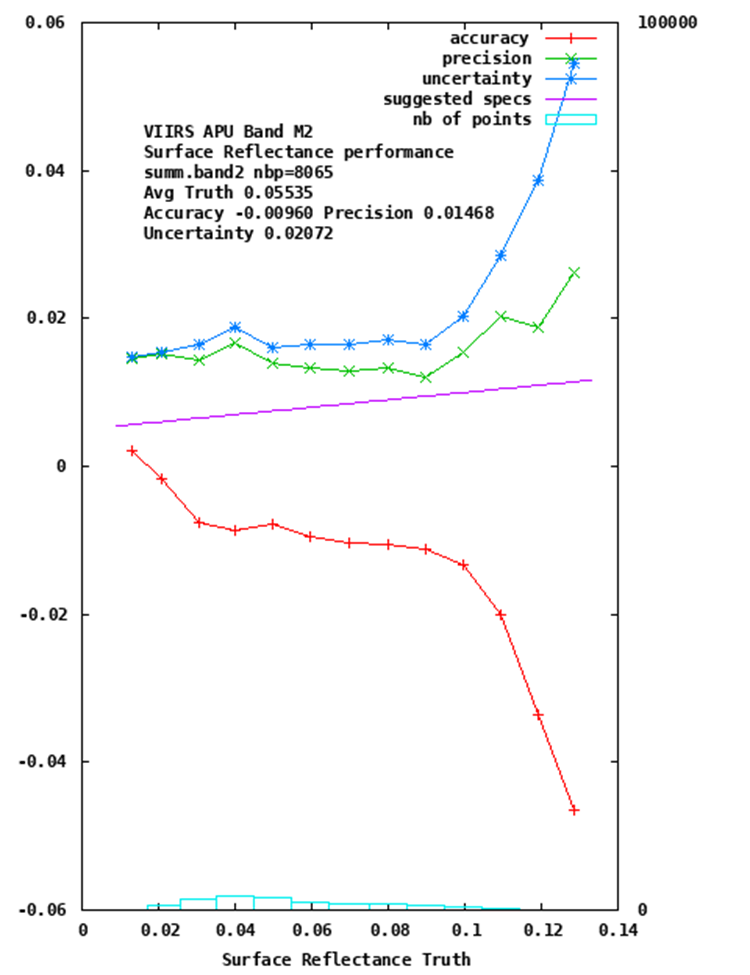 0.06
100000
accuracy
precision
uncertainty
suggested specs
nb of points
VIIRS APU Band M2
Surface Reflectance performance
summ.band2 nbp=8065
Avg Truth 0.05535
Accuracy -0.00960 Precision 0.01468
Uncertainty 0.02072
0.04
0.02
0
-0.02
-0.04
-0.06
0
0 0.02 0.04 0.06 0.08 0.1 0.12 0.14
Surface Reflectance Truth